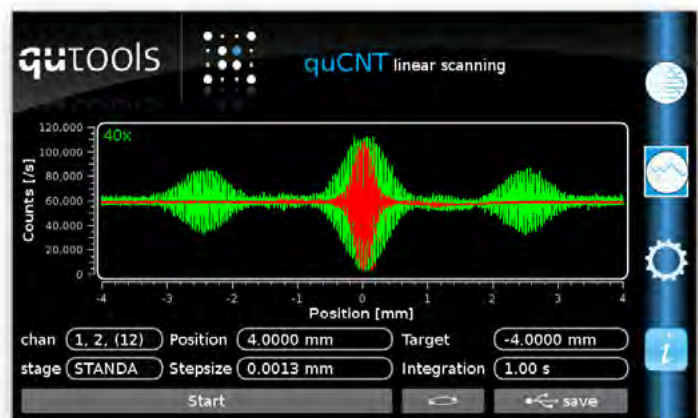 qutools
quCNT linear scanning
40x
120,000
100,000
80,000
60,000
40,000
20,000
0
Counts [/s]
-4 -3 -2 -1 0 1 2 3 4
Position [mm]
chan 1, 2, (12) Position 4.0000 mm Target -4.0000 mm
stage STANDA Stepsize 0.0013 mm Integration 1.00 s
Start save
i